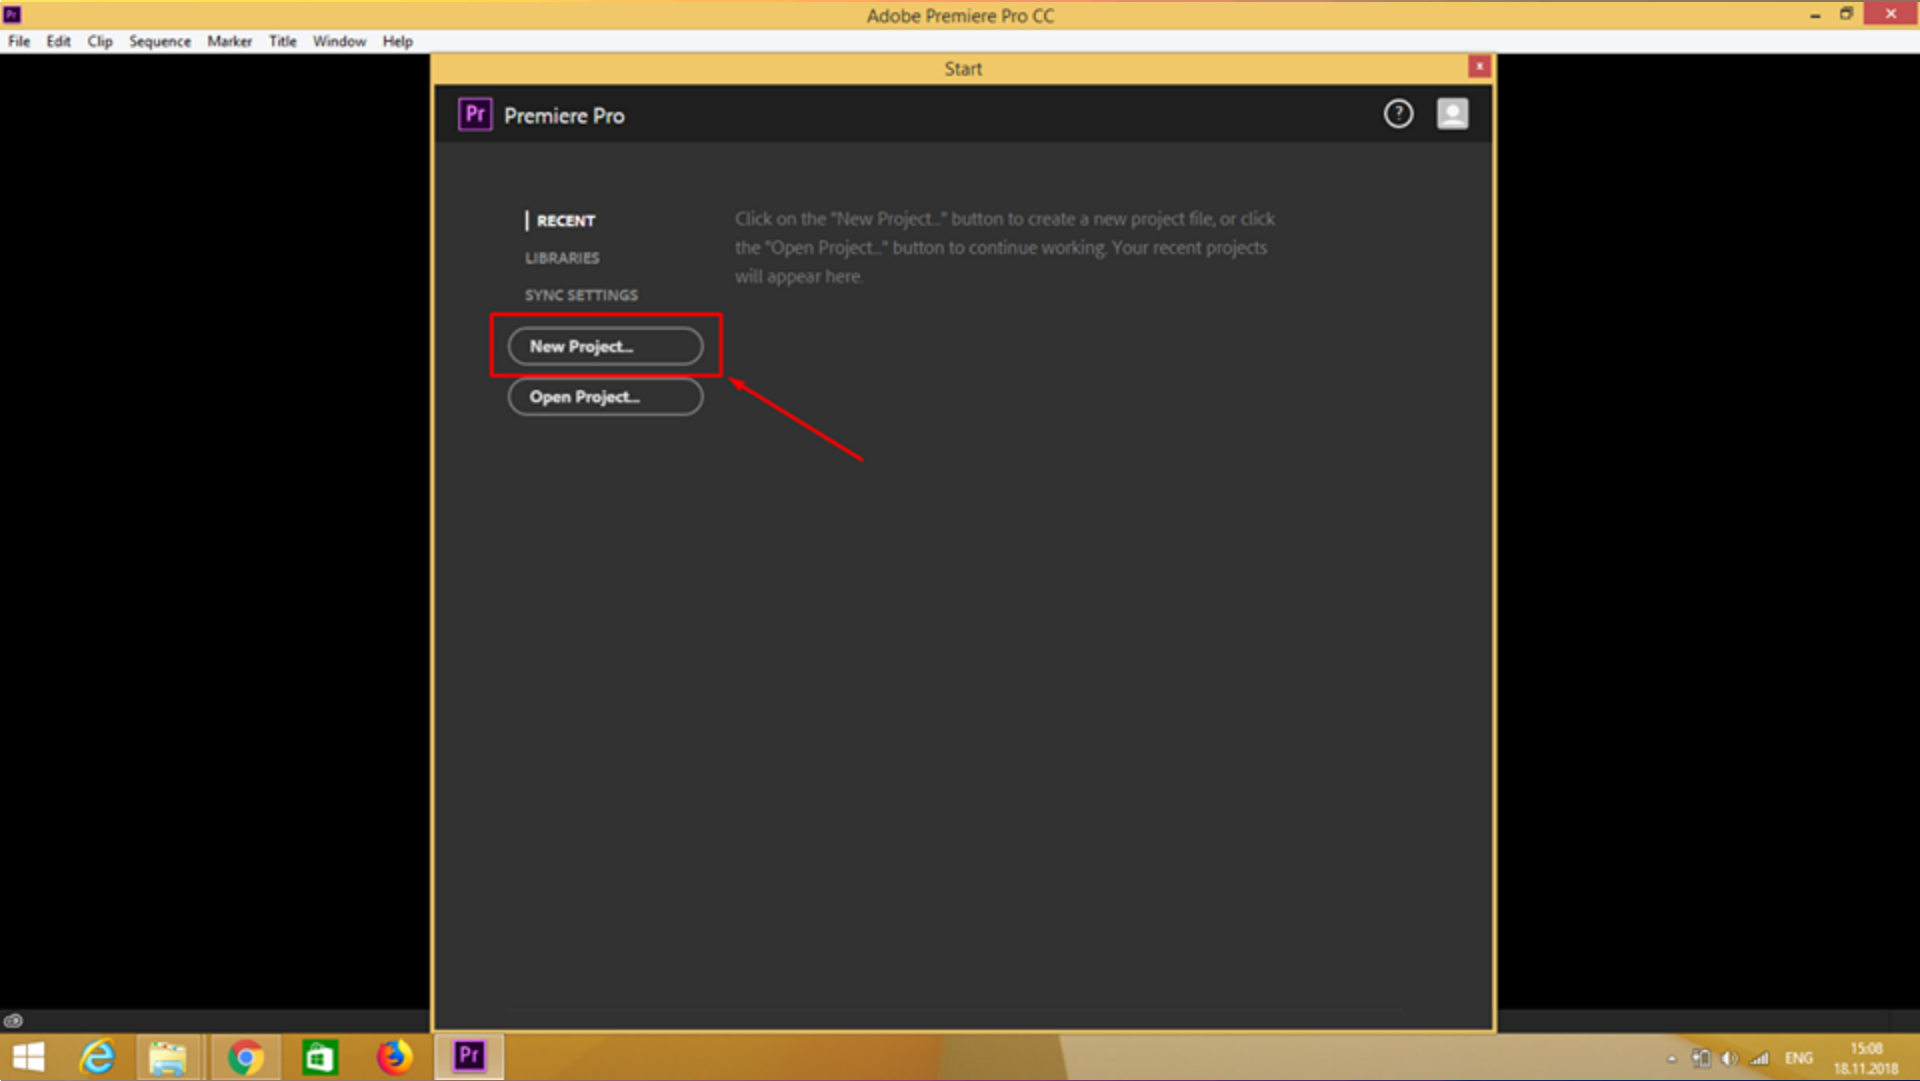 Pr
Adobe Premiere Pro CC
File Edit Clip Sequence Marker Title Window Help
Start
Pr Premiere Pro
?
RECENT
LIBRARIES
SYNC SETTINGS
Click on the "New Project..." button to create a new project file, or click
the "Open Project..." button to continue working. Your recent projects
will appear here.
New Project...
Open Project...
Pr
ENG
15:08
18.11.2018